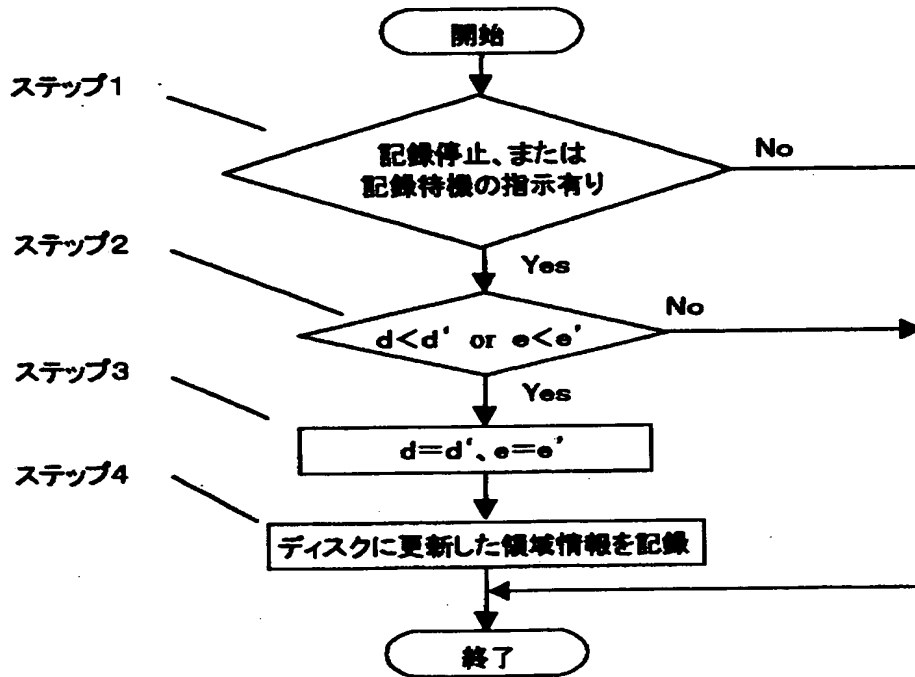 開始
ステップ1
記録停止、または
記録待機の指示有り
No
ステップ2
Yes
d<d' or e<e'
No
ステップ3
Yes
d=d'、e=e'
ステップ4
ディスクに更新した領域情報を記録
終了